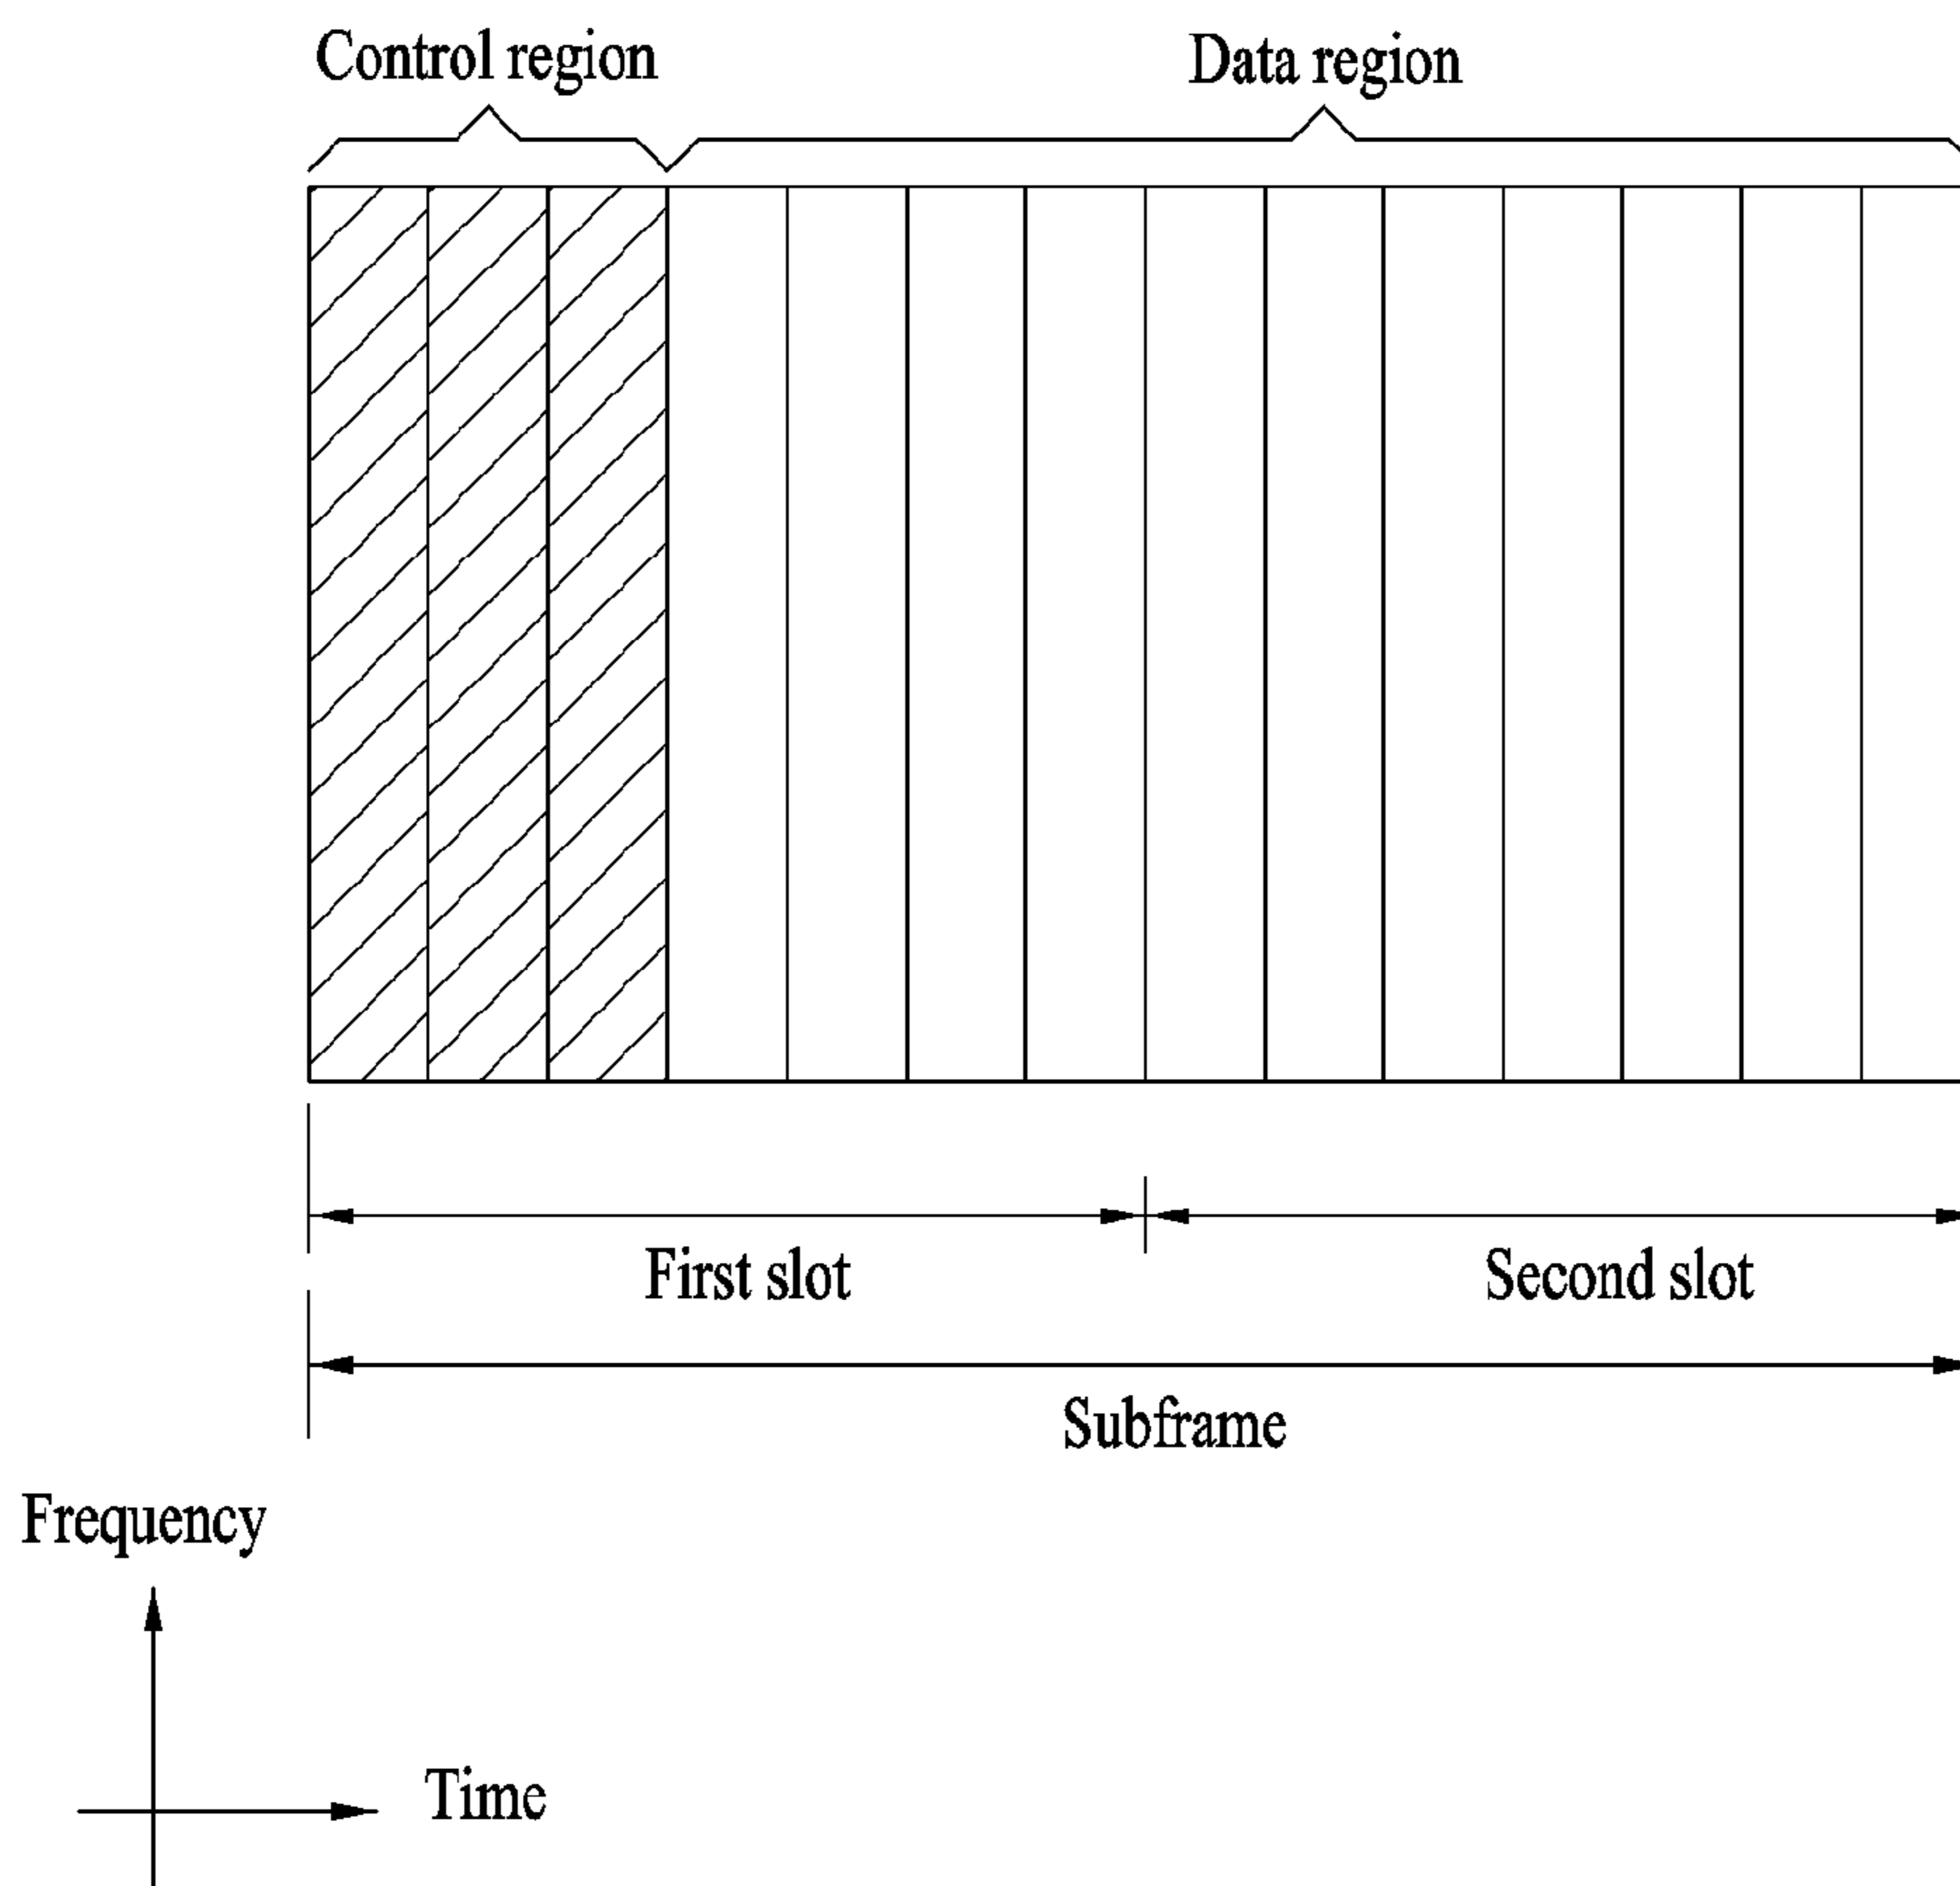 Control region
Data region
First slot
Second slot
Subframe
Frequency
Time